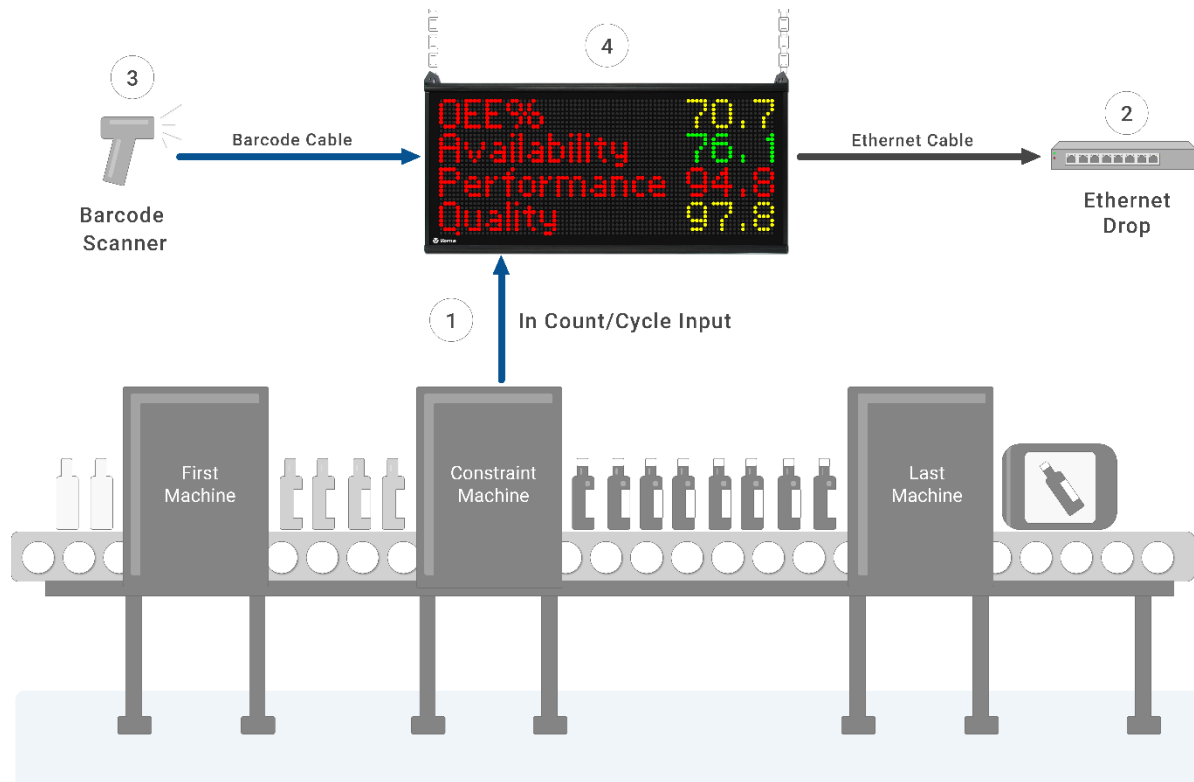 4
3
2
Barcode Cable
Ethernet Cable
OEE% 70.7
Availability 76.1
Performance 94.8
Quality 97.8
Barcode
Scanner
Ethernet
Drop
1
In Count/Cycle Input
First
Machine
Constraint
Machine
Last
Machine